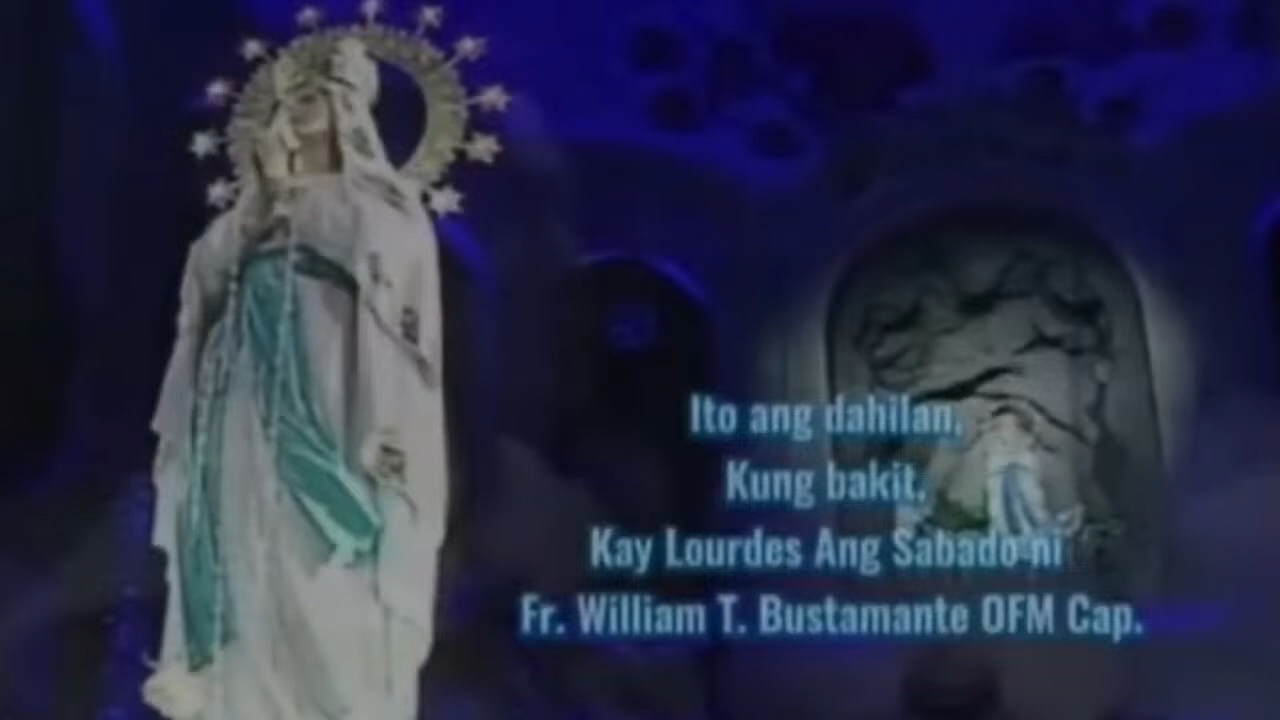 Ito ang dahilan,
Kung bakit,
Kay Lourdes Ang Sabado ni
Fr. William T. Bustamante OFM Cap.